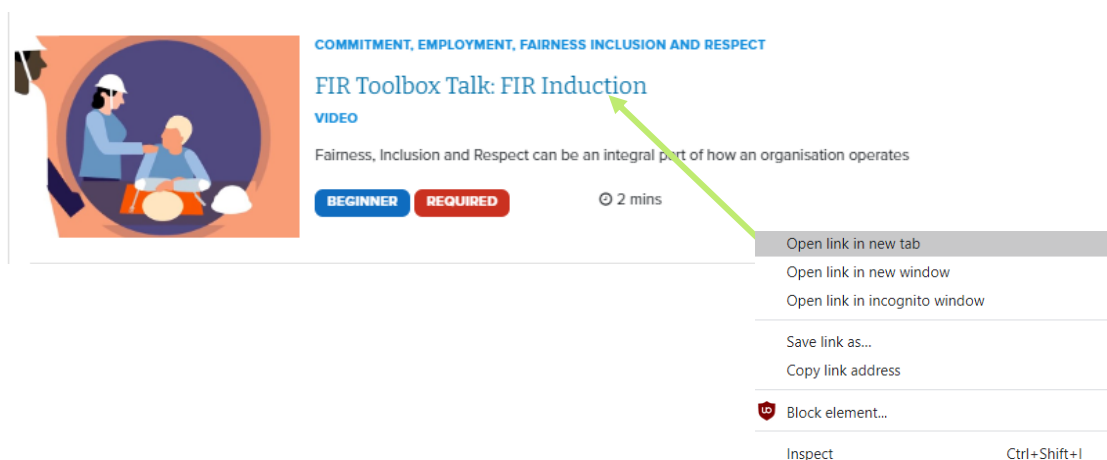 COMMITMENT, EMPLOYMENT, FAIRNESS INCLUSION AND RESPECT
FIR Toolbox Talk: FIR Induction
VIDEO
Fairness, Inclusion and Respect can be an integral part of how an organisation operates
BEGINNER REQUIRED 2 mins
Open link in new tab
Open link in new window
Open link in incognito window
Save link as...
Copy link address
Block element...
Inspect Ctrl+Shift+I